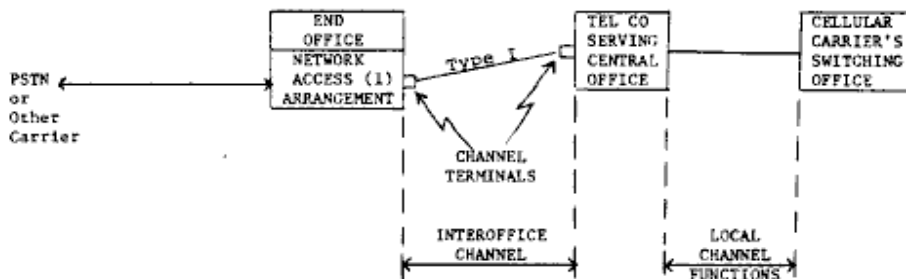 END
OFFICE
NETWORK
ACCESS (1)
ARRANGEMENT
PSTN
or
Other
Carrier
Type I
TEL CO
SERVING
CENTRAL
OFFICE
CELLULAR
CARRIER'S
SWITCHING
OFFICE
CHANNEL
TERMINALS
INTEROFFICE
CHANNEL
LOCAL
CHANNEL
FUNCTIONS